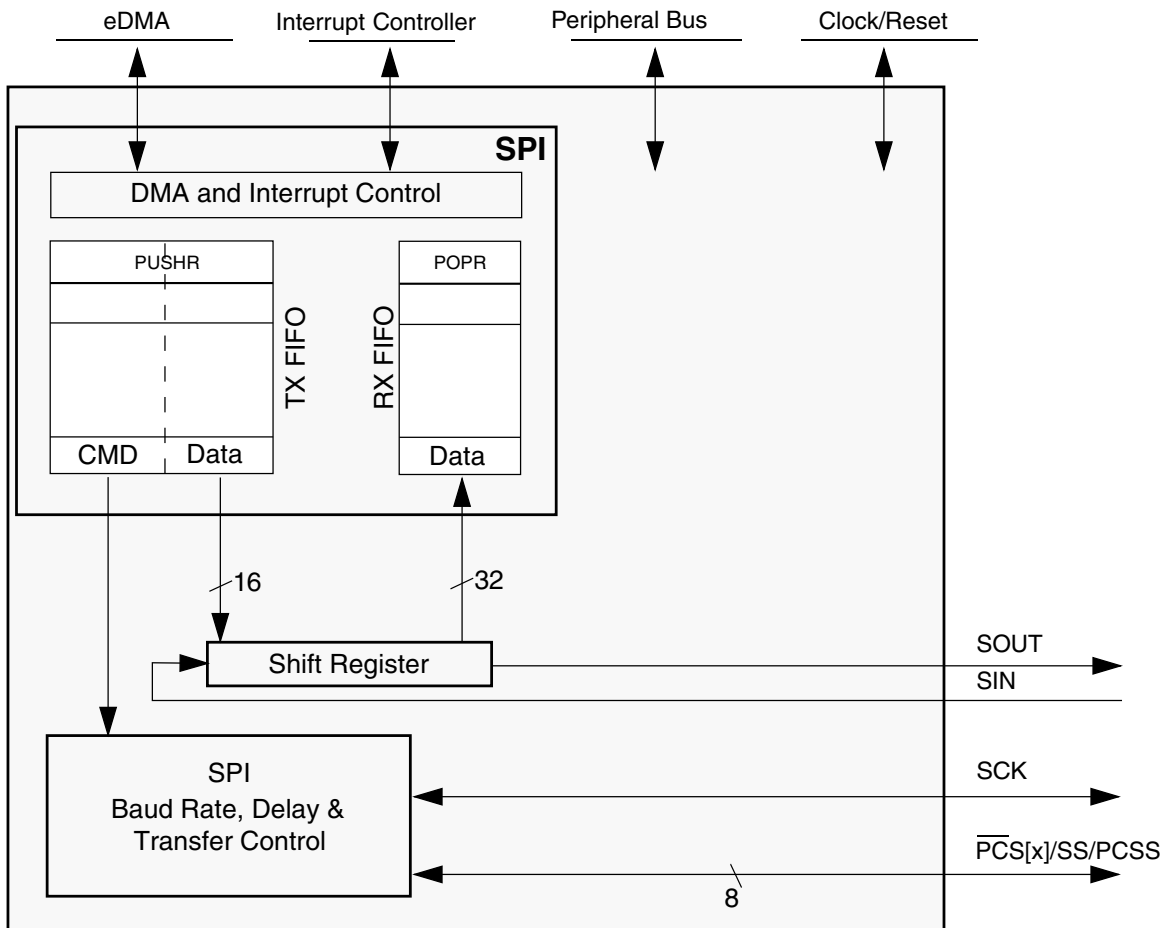 eDMA
Interrupt Controller
Peripheral Bus
Clock/Reset
SPI
DMA and Interrupt Control
PUSHR
POPR
TX FIFO
RX FIFO
CMD
Data
Data
16
32
Shift Register
SOUT
SIN
SPI
Baud Rate, Delay &
Transfer Control
SCK
PCS[x]/SS/PCSS
8